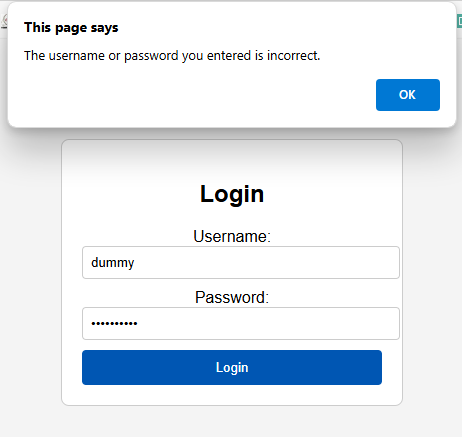 This page says
The username or password you entered is incorrect.
OK
Login
Username:
dummy
Password:
••••••••••
Login